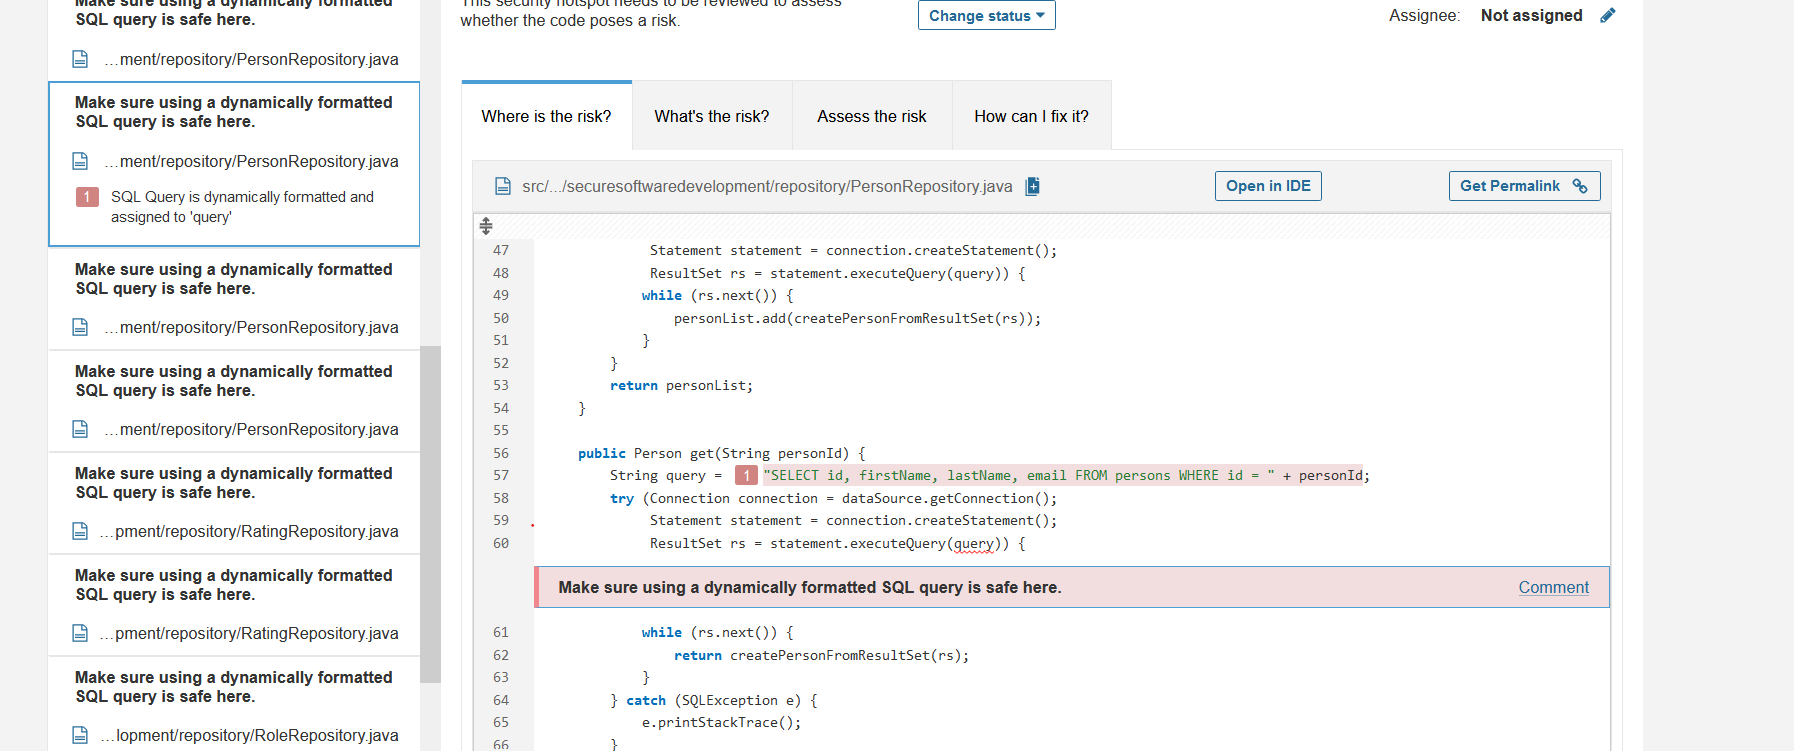 Make sure using a dynamically formatted
SQL query is safe here.
...ment/repository/PersonRepository.java
Make sure using a dynamically formatted
SQL query is safe here.
...ment/repository/PersonRepository.java
1 SQL Query is dynamically formatted and
assigned to 'query'
Make sure using a dynamically formatted
SQL query is safe here.
...ment/repository/PersonRepository.java
Make sure using a dynamically formatted
SQL query is safe here.
...ment/repository/PersonRepository.java
Make sure using a dynamically formatted
SQL query is safe here.
...pment/repository/RatingRepository.java
Make sure using a dynamically formatted
SQL query is safe here.
...pment/repository/RatingRepository.java
Make sure using a dynamically formatted
SQL query is safe here.
...lopment/repository/RoleRepository.java
This security hotspot needs to be reviewed to assess
whether the code poses a risk.
Change status
Assignee: Not assigned
Where is the risk? What's the risk? Assess the risk How can I fix it?
src/.../securesoftwaredevelopment/repository/PersonRepository.java Open in IDE Get Permalink
47 Statement statement = connection.createStatement();
48 ResultSet rs = statement.executeQuery(query)) {
49 while (rs.next()) {
50 personList.add(createPersonFromResultSet(rs));
51 }
52 }
53 return personList;
54 }
55
56 public Person get(String personId) {
57 String query = 1 "SELECT id, firstName, lastName, email FROM persons WHERE id = " + personId;
58 try (Connection connection = dataSource.getConnection();
59 Statement statement = connection.createStatement();
60 ResultSet rs = statement.executeQuery(query)) {
Make sure using a dynamically formatted SQL query is safe here. Comment
61 while (rs.next()) {
62 return createPersonFromResultSet(rs);
63 }
64 } catch (SQLException e) {
65 e.printStackTrace();
66 }